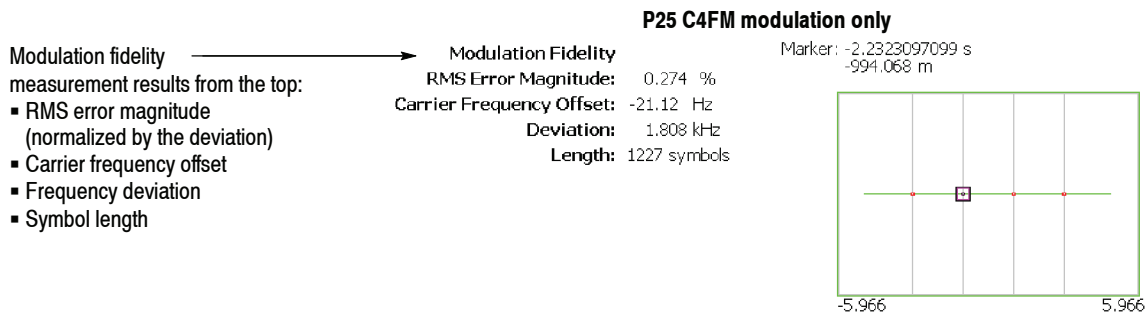 P25 C4FM modulation only
Modulation fidelity
measurement results from the top:
▪ RMS error magnitude
(normalized by the deviation)
▪ Carrier frequency offset
▪ Frequency deviation
▪ Symbol length
Modulation Fidelity
RMS Error Magnitude: 0.274 %
Carrier Frequency Offset: -21.12 Hz
Deviation: 1.808 kHz
Length: 1227 symbols
Marker: -2.2323097099 s
-994.068 m
-5.966 5.966